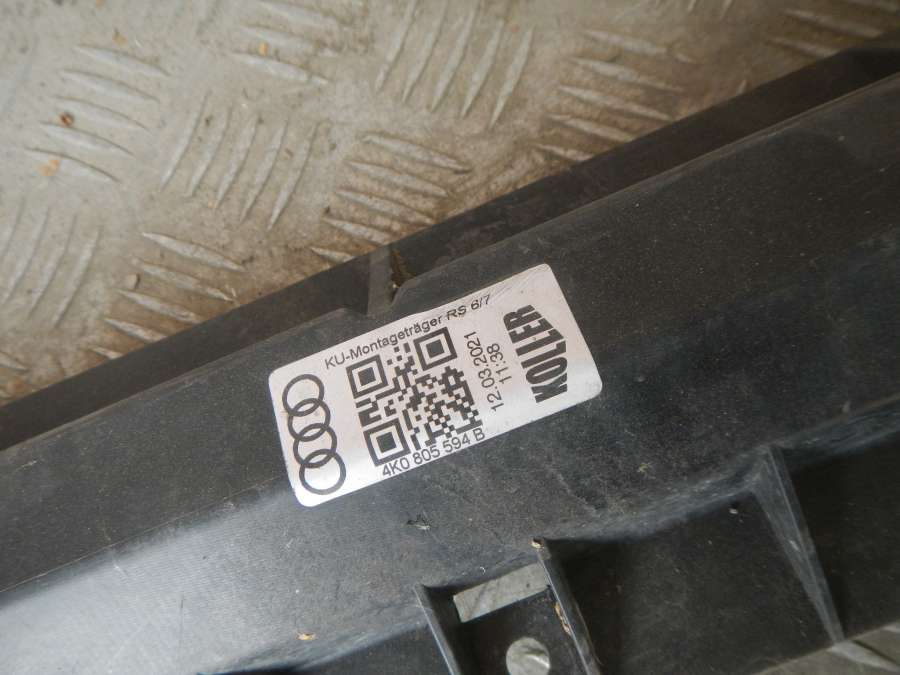 KU-Montageträger RS 6/7
12.03.2021
11:38
KOLLER
4K0 805 594 B